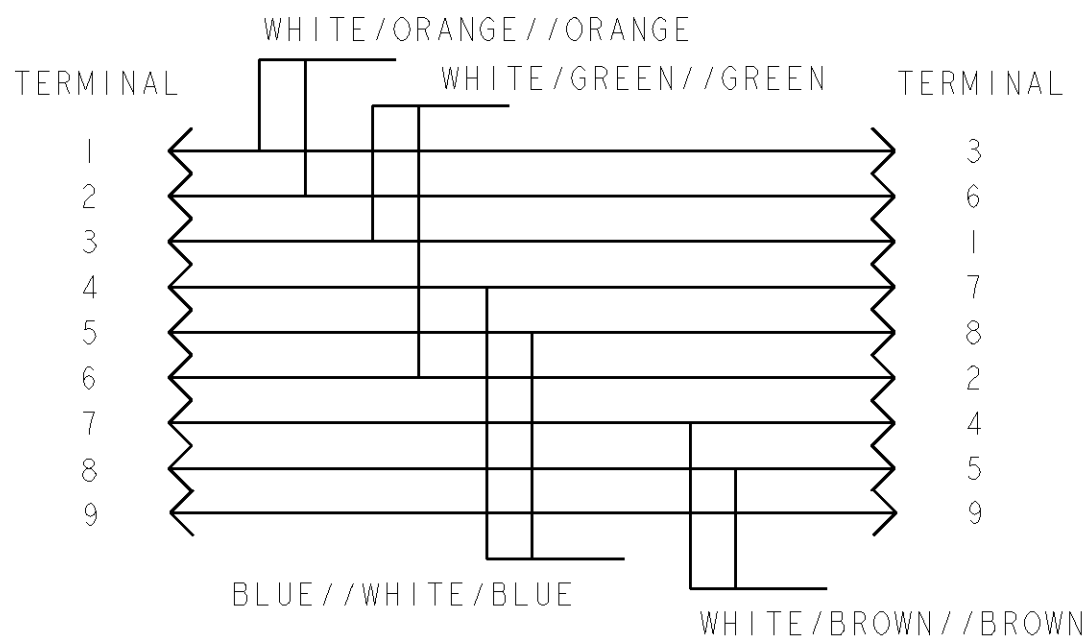 WHITE/ORANGE//ORANGE
WHITE/GREEN//GREEN
TERMINAL TERMINAL
1 3
2 6
3 1
4 7
5 8
6 2
7 4
8 5
9 9
BLUE//WHITE/BLUE
WHITE/BROWN//BROWN